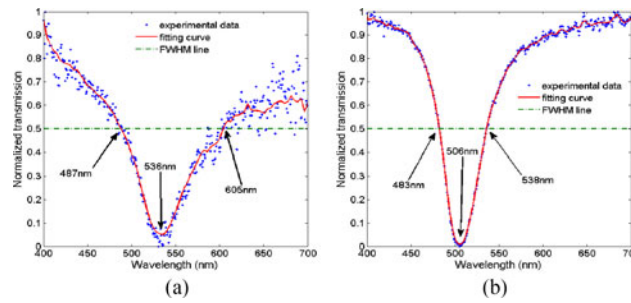 1
0.9
0.8
0.7
0.6
0.5
0.4
0.3
0.2
0.1
0
400 450 500 550 600 650 700
Normalized transmission
Wavelength (nm)
experimental data
fitting curve
FWHM line
487nm
536nm
605nm
(a)
1
0.9
0.8
0.7
0.6
0.5
0.4
0.3
0.2
0.1
0
400 450 500 550 600 650 700
Normalized transmission
Wavelength (nm)
experimental data
fitting curve
FWHM line
483nm
506nm
538nm
(b)